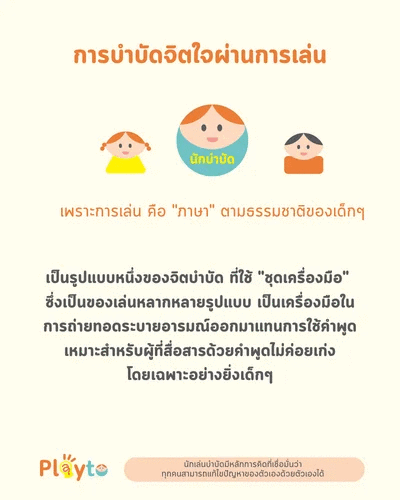 การบำบัดจิตใจผ่านการเล่น
นักบำบัด
เพราะการเล่น คือ "ภาษา" ตามธรรมชาติของเด็กๆ
เป็นรูปแบบหนึ่งของจิตบำบัด ที่ใช้ "ชุดเครื่องมือ"
ซึ่งเป็นของเล่นหลากหลายรูปแบบ เป็นเครื่องมือใน
การถ่ายทอดระบายอารมณ์ออกมาแทนการใช้คำพูด
เหมาะสำหรับผู้ที่สื่อสารด้วยคำพูดไม่ค่อยเก่ง
โดยเฉพาะอย่างยิ่งเด็กๆ
Playto
นักเล่นบำบัดมีหลักการคิดที่เชื่อมั่นว่า
ทุกคนสามารถแก้ไขปัญหาของตัวเองด้วยตัวเองได้